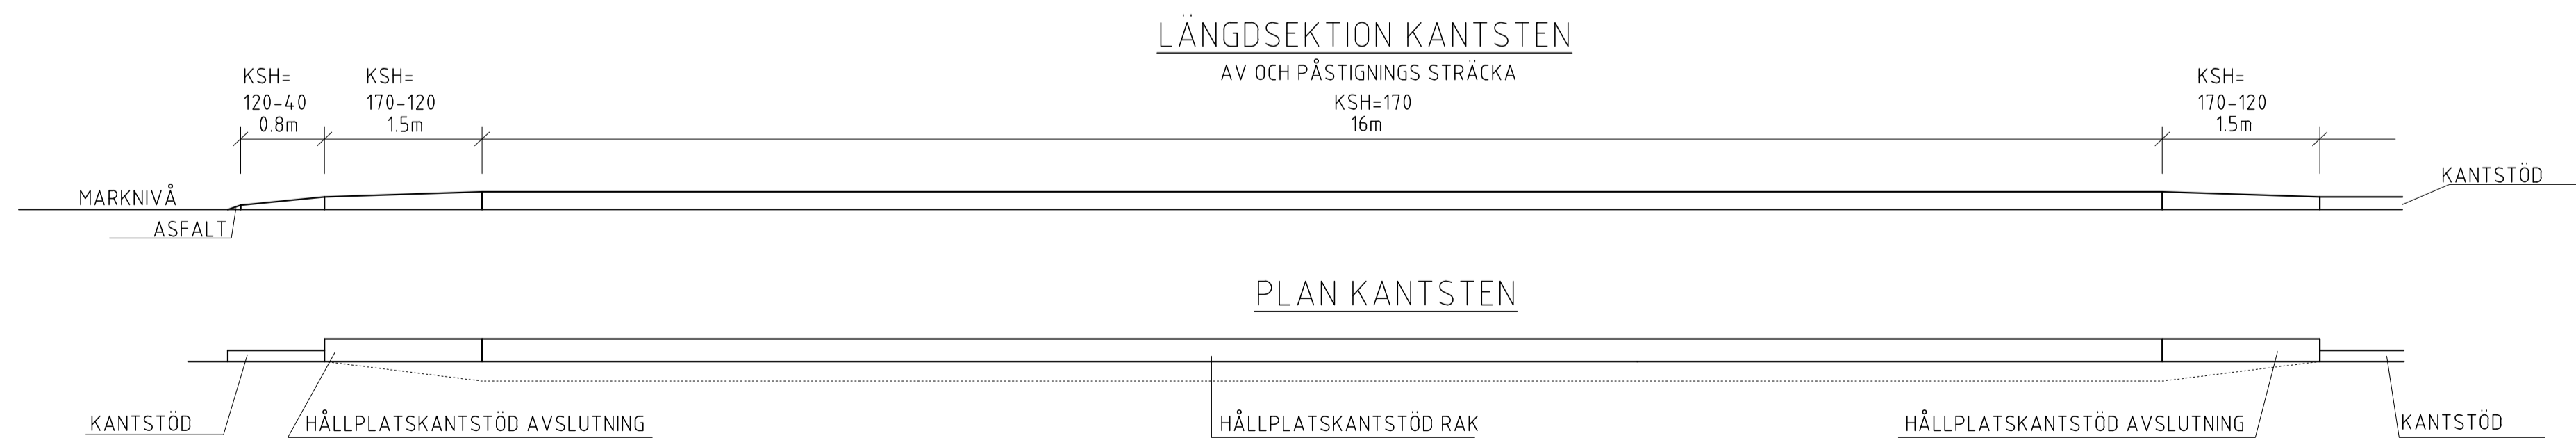 LÄNGDSEKTION KANTSTEN
AV OCH PÅSTIGNINGS STRÄCKA
KSH=
120-40
0.8m
KSH=
170-120
1.5m
KSH=170
16m
KSH=
170-120
1.5m
MARKNIVÅ
ASFALT
KANTSTÖD
PLAN KANTSTEN
KANTSTÖD
HÅLLPLATSKANTSTÖD AVSLUTNING
HÅLLPLATSKANTSTÖD RAK
HÅLLPLATSKANTSTÖD AVSLUTNING
KANTSTÖD